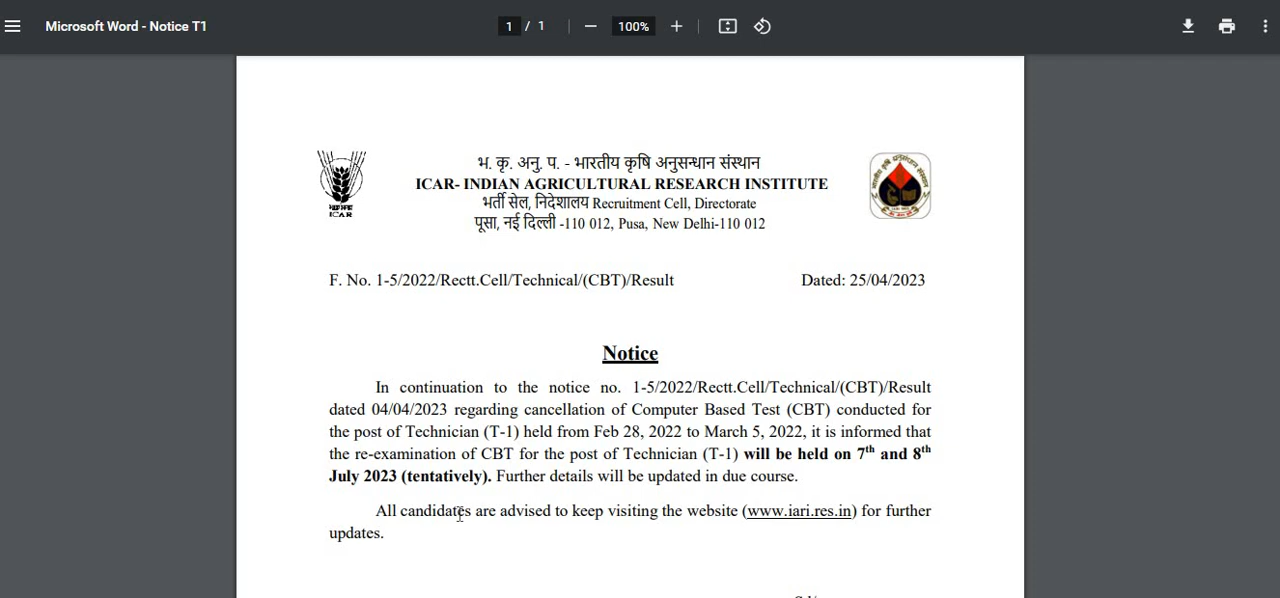 Microsoft Word - Notice T1
1 / 1
100%
भ. कृ. अनु. प. - भारतीय कृषि अनुसन्धान संस्थान
ICAR- INDIAN AGRICULTURAL RESEARCH INSTITUTE
भर्ती सेल, निदेशालय Recruitment Cell, Directorate
पूसा, नई दिल्ली -110 012, Pusa, New Delhi-110 012
ICAR
F. No. 1-5/2022/Rectt.Cell/Technical/(CBT)/Result Dated: 25/04/2023
Notice
In continuation to the notice no. 1-5/2022/Rectt.Cell/Technical/(CBT)/Result
dated 04/04/2023 regarding cancellation of Computer Based Test (CBT) conducted for
the post of Technician (T-1) held from Feb 28, 2022 to March 5, 2022, it is informed that
the re-examination of CBT for the post of Technician (T-1) will be held on 7th and 8th
July 2023 (tentatively). Further details will be updated in due course.
All candidates are advised to keep visiting the website (www.iari.res.in) for further
updates.